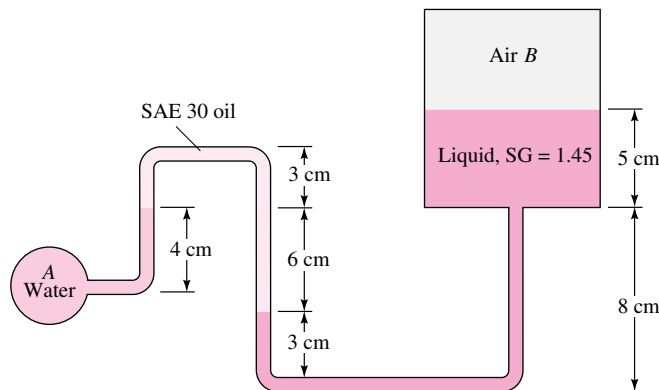 Air B
SAE 30 oil
Liquid, SG = 1.45
5 cm
3 cm
4 cm
6 cm
A
Water
8 cm
3 cm